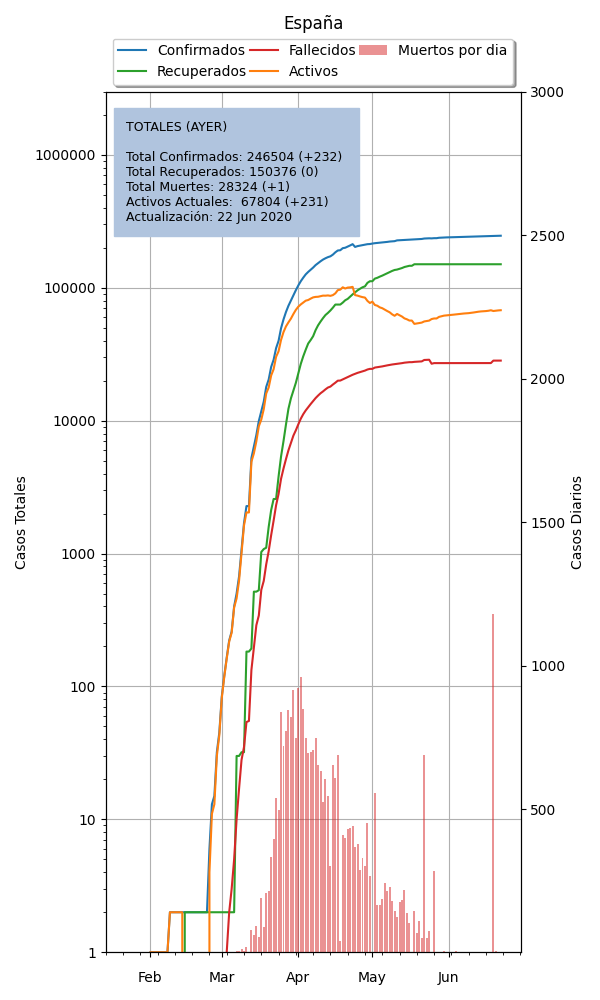 España
Confirmados
Recuperados
Fallecidos
Activos
Muertos por dia
TOTALES (AYER)
Total Confirmados: 246504 (+232)
Total Recuperados: 150376 (0)
Total Muertes: 28324 (+1)
Activos Actuales:  67804 (+231)
Actualización: 22 Jun 2020
Casos Totales
1000000
100000
10000
1000
100
10
1
Feb
Mar
Apr
May
Jun
3000
2500
2000
1500
1000
500
Casos Diarios